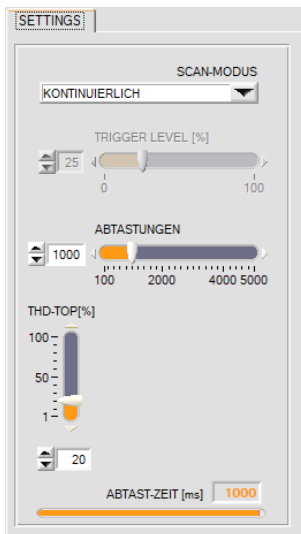 SETTINGS
SCAN-MODUS
KONTINUIERLICH
TRIGGER LEVEL [%]
25
0 100
ABTASTUNGEN
1000
100 2000 4000 5000
THD-TOP[%]
100
50
1
20
ABTAST-ZEIT [ms] 1000